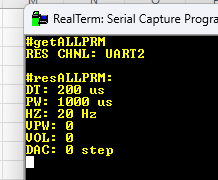 RealTerm: Serial Capture Progra
#getALLPRM
RES CHNL: UART2
#resALLPRM:
DT: 200 us
PW: 1000 us
HZ: 20 Hz
VPW: 0
VOL: 0
DAC: 0 step